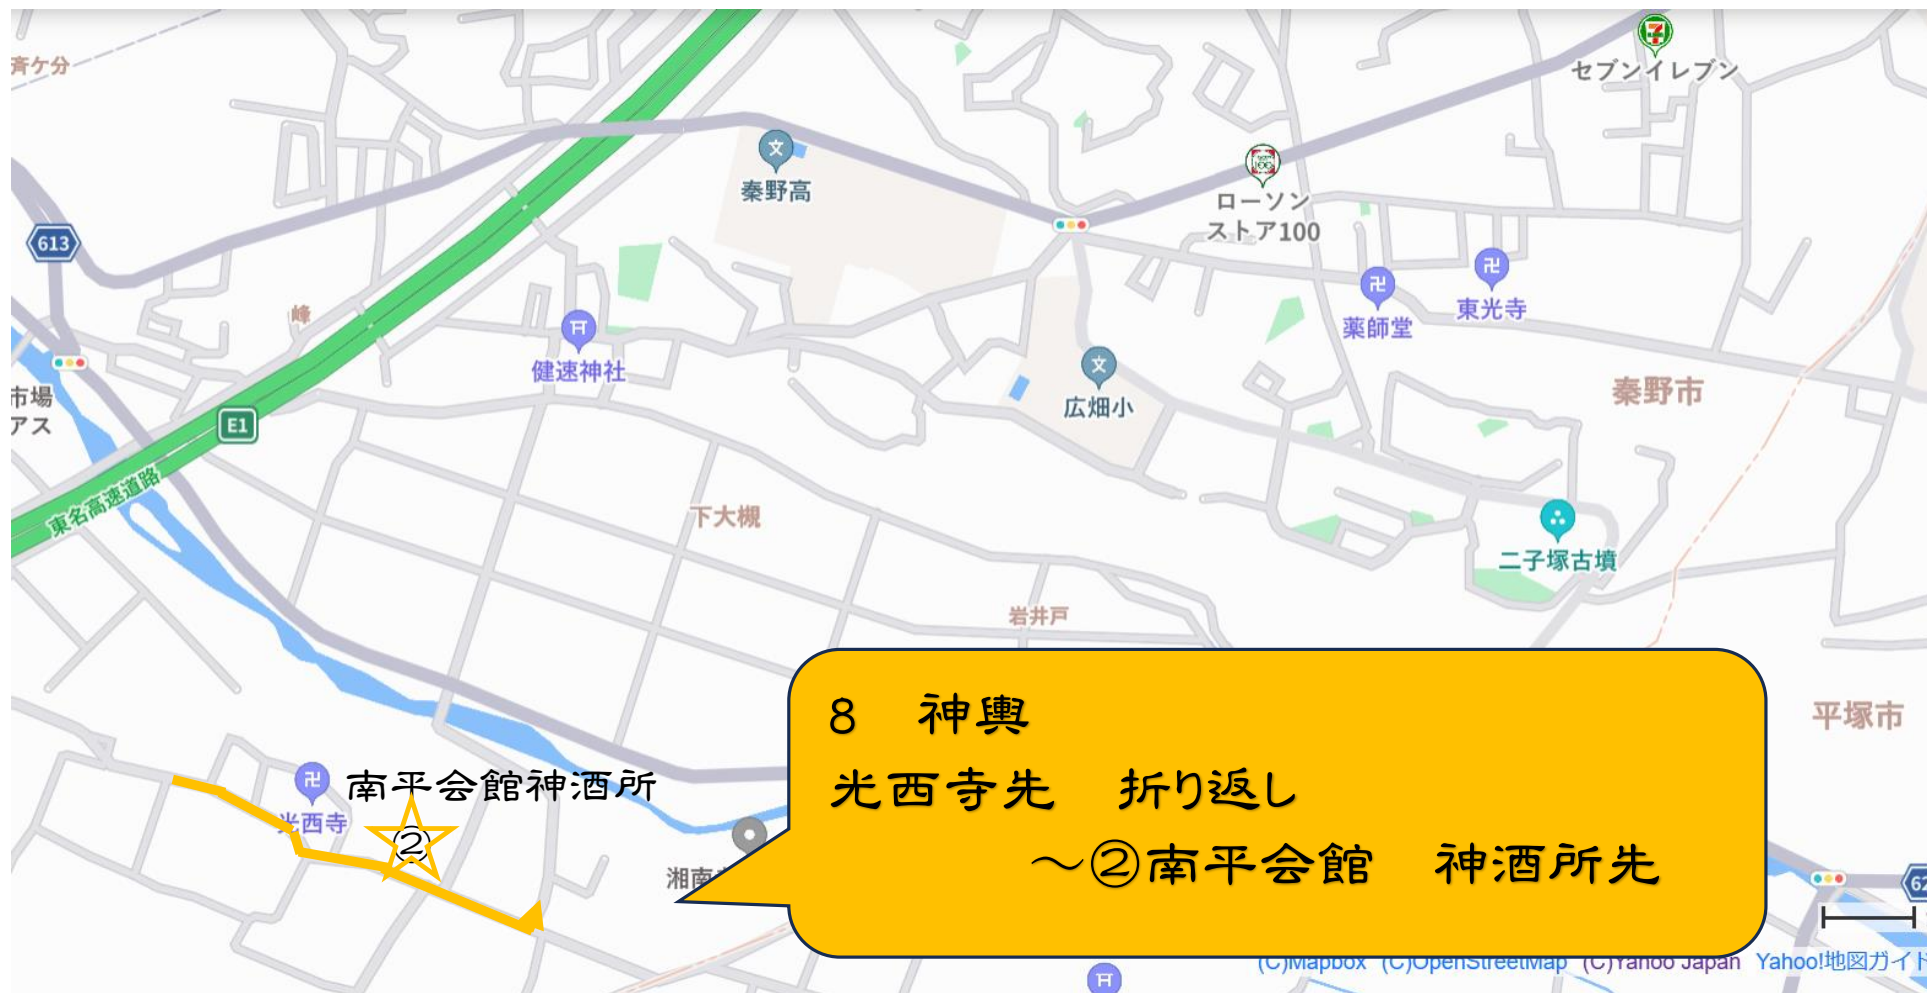 斉ケ分
セブンイレブン
秦野高
ローソン
ストア100
613
峰
薬師堂
東光寺
健速神社
広畑小
秦野市
市場
アス
E1
東名高速道路
下大槻
二子塚古墳
岩井戸
平塚市
8 神輿
光西寺先 折り返し
~②南平会館 神酒所先
南平会館神酒所
光西寺
②
湘南
62
(C)Mapbox (C)OpenStreetMap (C)Yahoo Japan Yahoo!地図ガイド